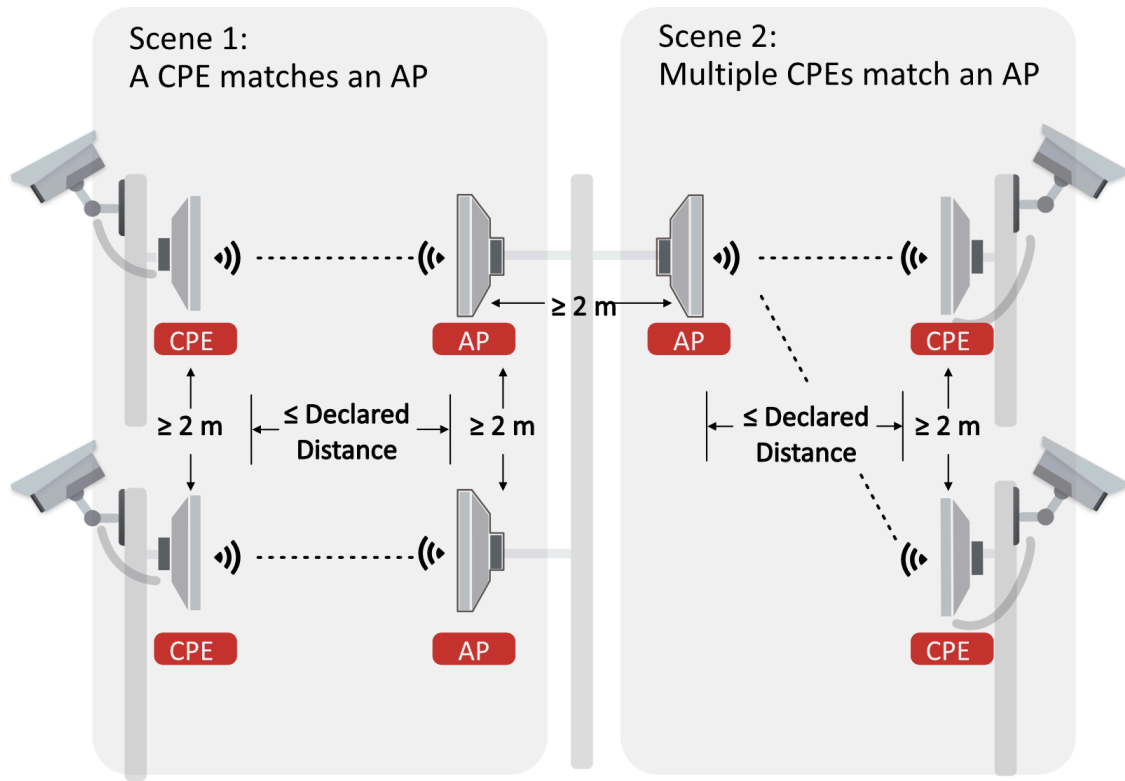 Scene 1:
A CPE matches an AP
Scene 2:
Multiple CPEs match an AP
≥ 2 m
CPE
AP
AP
CPE
≥ 2 m
≤ Declared
Distance
≥ 2 m
≤ Declared
Distance
≥ 2 m
CPE
AP
CPE